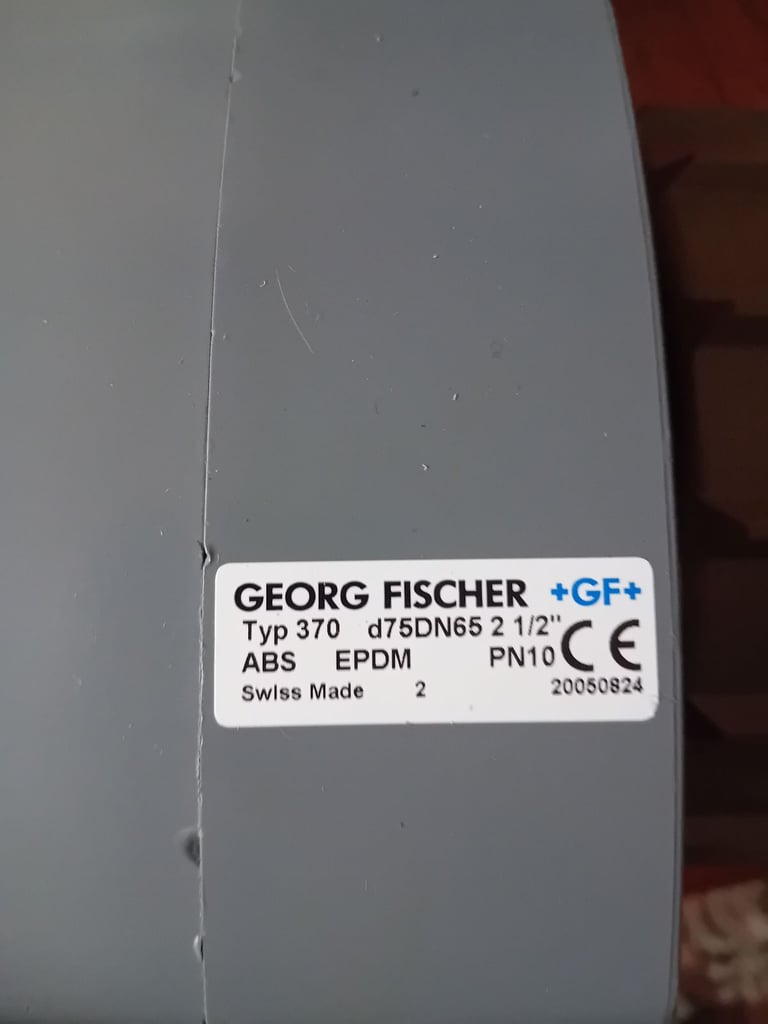 GEORG FISCHER +GF+
Typ 370 d75DN65 2 1/2"
ABS EPDM PN10 CE
Swiss Made 2 20050824